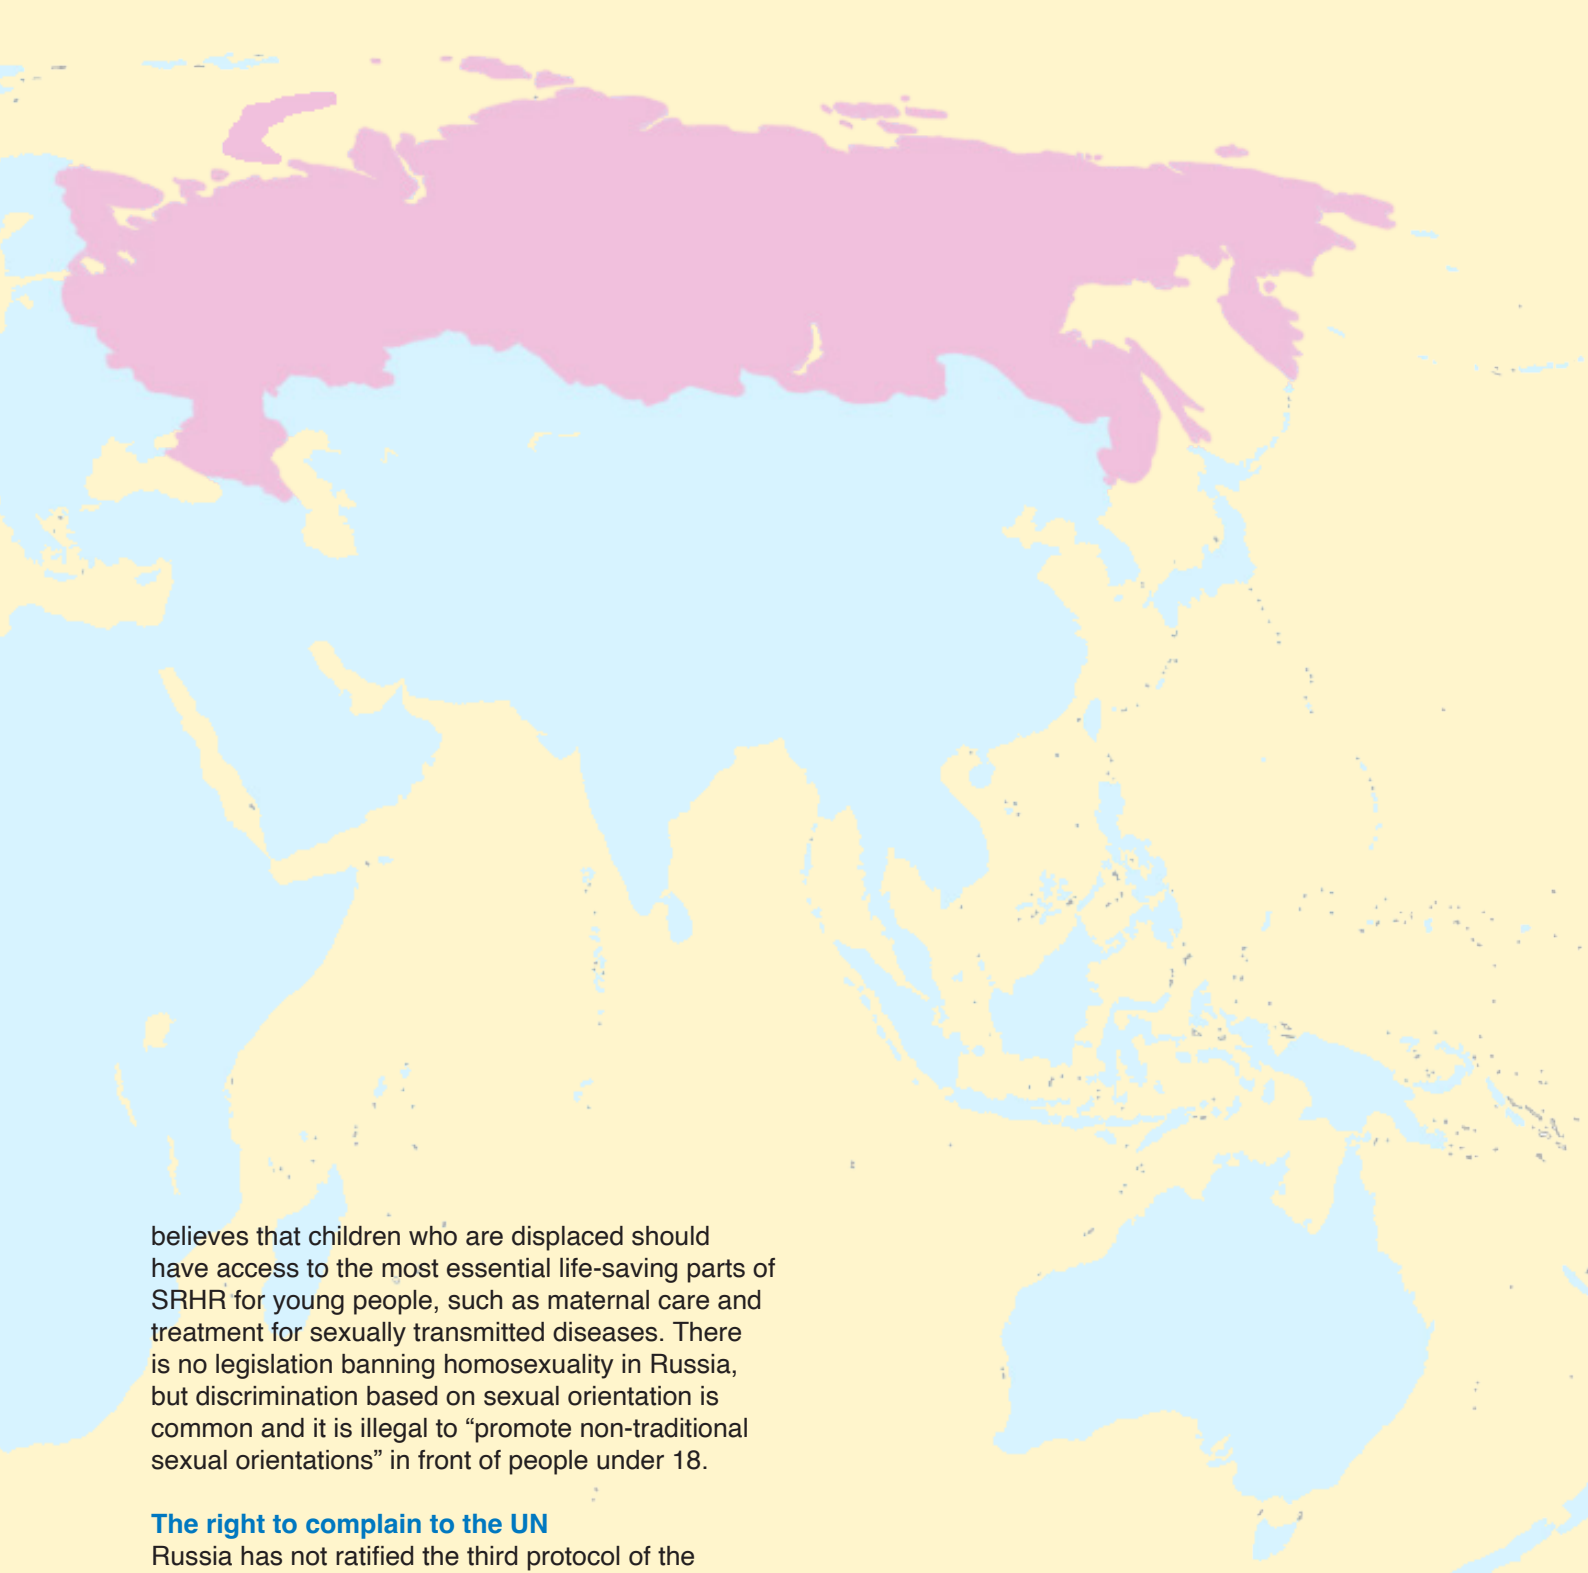 believes that children who are displaced should
have access to the most essential life-saving parts of
SRHR for young people, such as maternal care and
treatment for sexually transmitted diseases. There
is no legislation banning homosexuality in Russia,
but discrimination based on sexual orientation is
common and it is illegal to “promote non-traditional
sexual orientations” in front of people under 18.
The right to complain to the UN
Russia has not ratified the third protocol of the